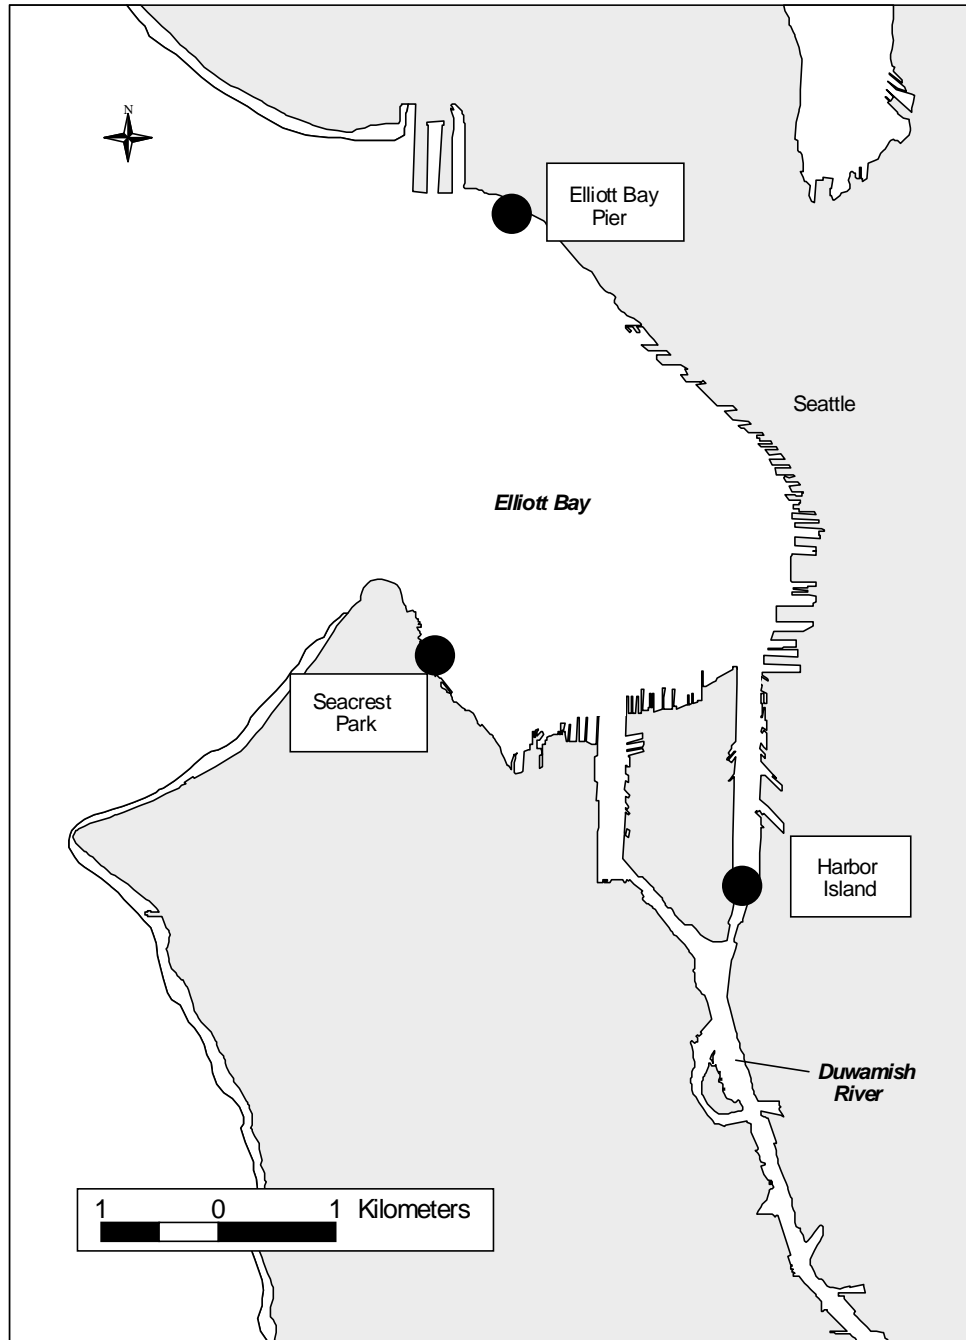 N
Elliott Bay
Pier
Seattle
Elliott Bay
Seacrest
Park
Harbor
Island
Duwamish
River
1 0 1 Kilometers